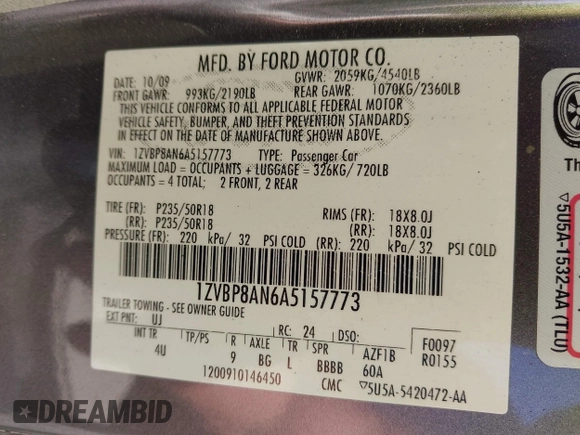 MFD. BY FORD MOTOR CO.
DATE: 10/09 GVWR: 2059KG/4540LB
FRONT GAWR: 993KG/2190LB REAR GAWR: 1070KG/2360LB
THIS VEHICLE CONFORMS TO ALL APPLICABLE FEDERAL MOTOR
VEHICLE SAFETY, BUMPER, AND THEFT PREVENTION STANDARDS
IN EFFECT ON THE DATE OF MANUFACTURE SHOWN ABOVE.
VIN: 1ZVBP8AN6A5157773 TYPE: Passenger Car
MAXIMUM LOAD = OCCUPANTS + LUGGAGE = 326KG/ 720LB
OCCUPANTS = 4 TOTAL; 2 FRONT, 2 REAR
TIRE (FR): P235/50R18 RIMS (FR): 18X8.0J
(RR): P235/50R18 (RR): 18X8.0J
PRESSURE (FR): 220 kPa/ 32 PSI COLD (RR): 220 kPa/ 32 PSI COLD
1ZVBP8AN6A5157773
TRAILER TOWING - SEE OWNER GUIDE
EXT PNT: UJ RC: 24 DSO: F0097
INT TR TP/PS R AXLE TR SPR AZF1B R0155
4U 9 BG L BBBB 60A
1200910146450 CMC ▽5U5A-5420472-AA
Th
▽5U5A-1532-AA (TLU)
DREAMBID